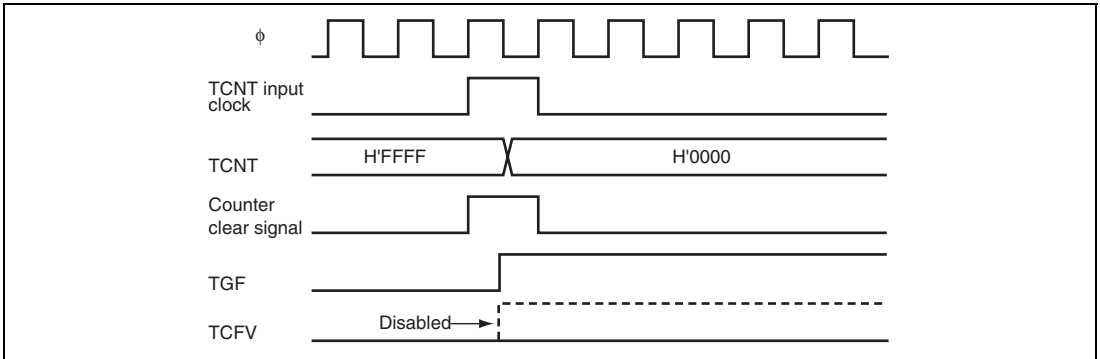 ϕ
TCNT input
clock
TCNT
H'FFFF
H'0000
Counter
clear signal
TGF
TCFV
Disabled